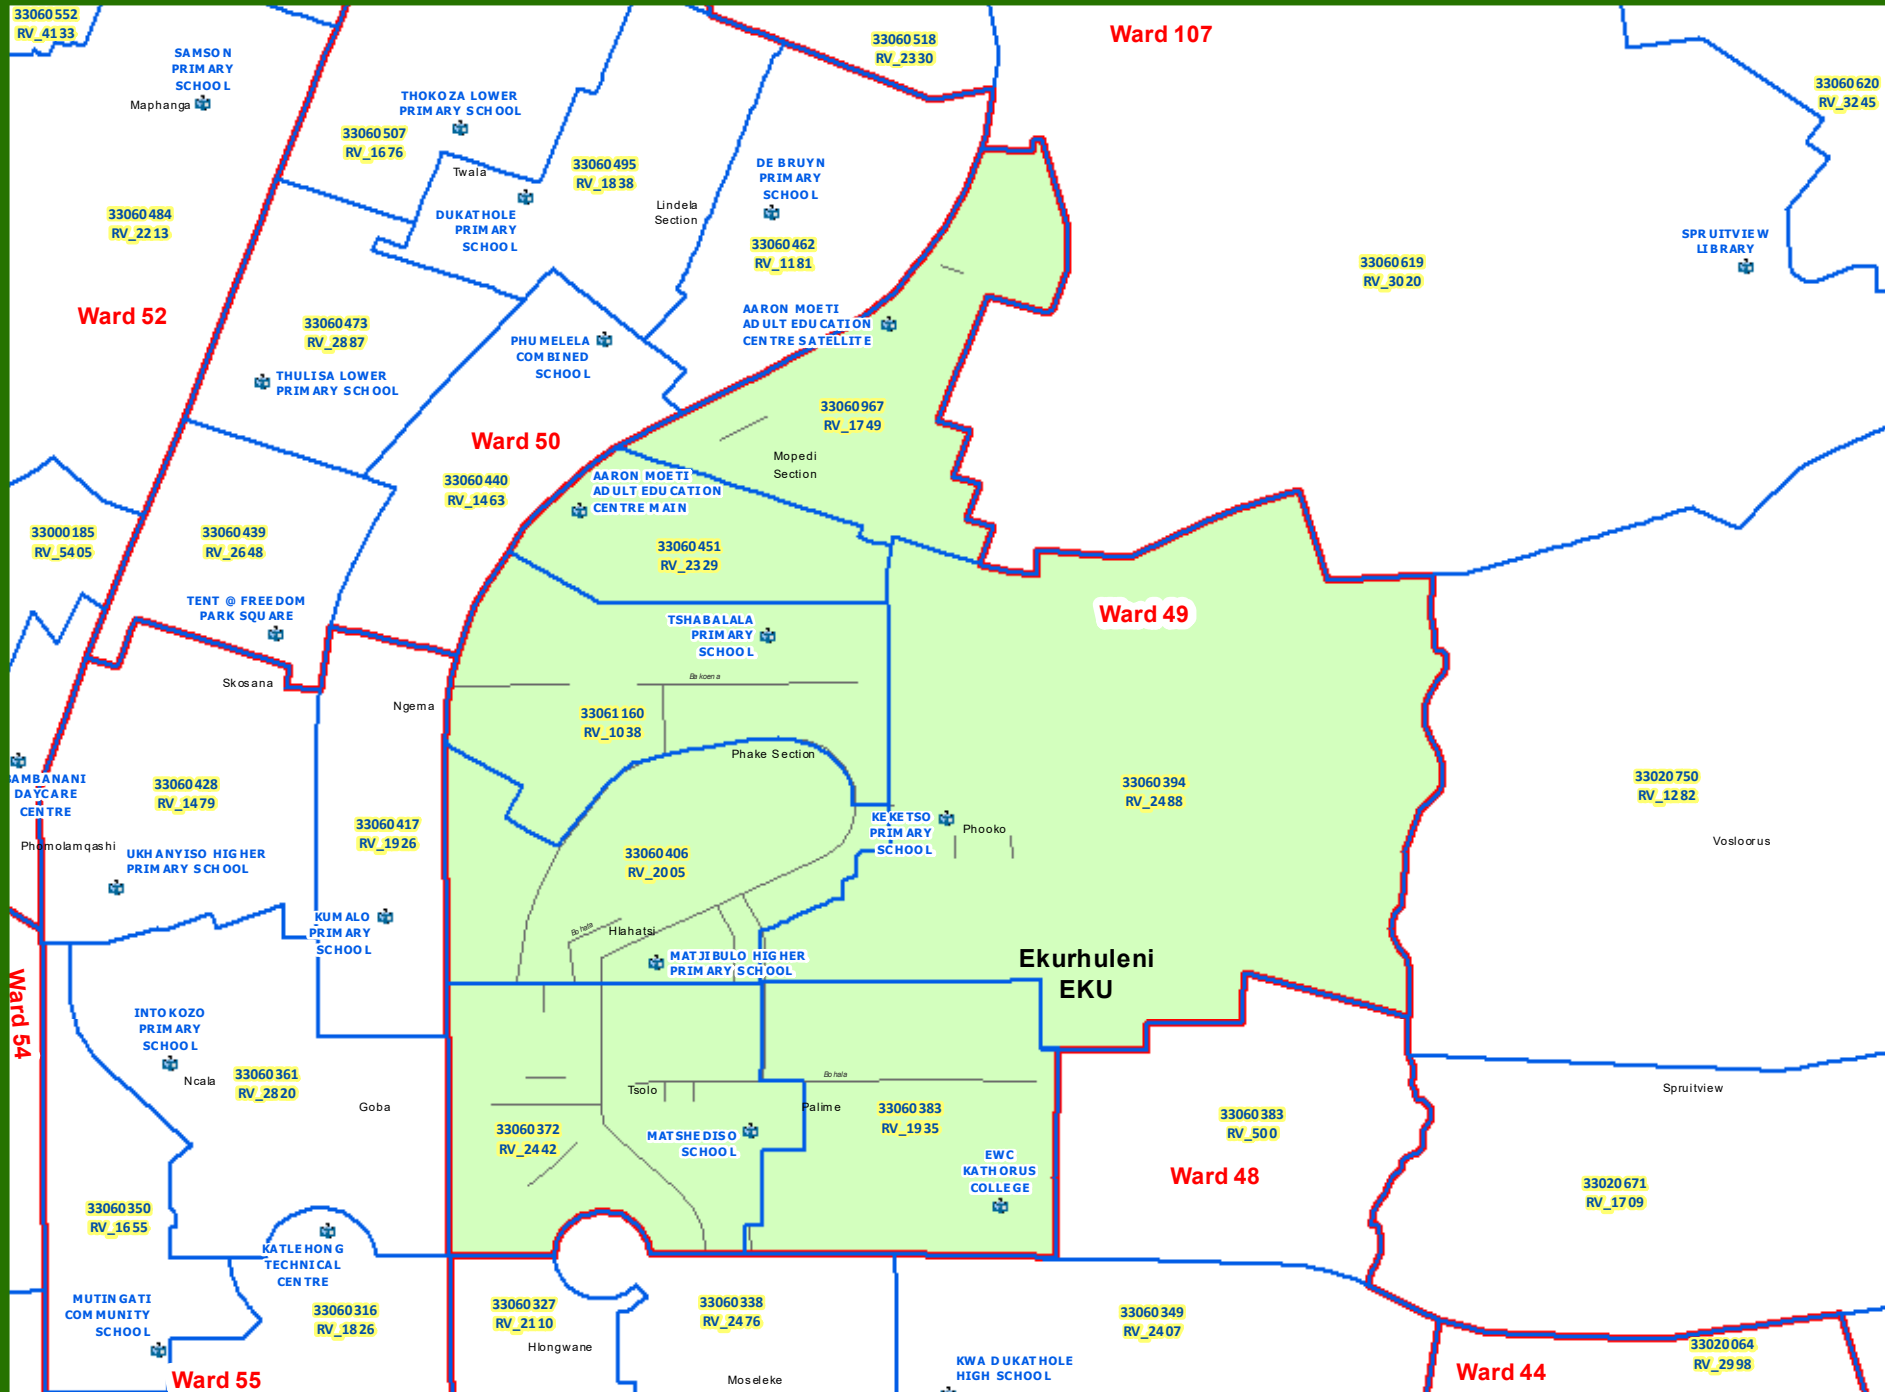 33060552
RV_4133
SAMSON
PRIMARY
SCHOOL
Maphanga
THOKOZA LOWER
PRIMARY SCHOOL
33060507
RV_1676
Twala
33060495
RV_1838
DUKATHOLE
PRIMARY
SCHOOL
Lindela
Section
DE BRUYN
PRIMARY
SCHOOL
33060462
RV_1181
33060518
RV_2330
Ward 107
33060620
RV_3245
SPRUITVIEW
LIBRARY
33060619
RV_3020
33060484
RV_2213
Ward 52
33060473
RV_2887
THULISA LOWER
PRIMARY SCHOOL
PHUMELELA
COMBINED
SCHOOL
AARON MOETI
ADULT EDUCATION
CENTRE SATELLITE
33060967
RV_1749
Mopedi
Section
Ward 50
33060440
RV_1463
AARON MOETI
ADULT EDUCATION
CENTRE MAIN
33060451
RV_2329
33000185
RV_5405
33060439
RV_2648
TENT @ FREEDOM
PARK SQUARE
Skosana
Ngema
TSHABALALA
PRIMARY
SCHOOL
Bakoena
33061160
RV_1038
Phake Section
Ward 49
33060394
RV_2488
33020750
RV_1282
Vosloorus
BAMBANANI
DAYCARE
CENTRE
33060428
RV_1479
Phomolamqashi
UKHANYISO HIGHER
PRIMARY SCHOOL
33060417
RV_1926
KUMALO
PRIMARY
SCHOOL
33060406
RV_2005
KEKETSO
PRIMARY
SCHOOL
Phooko
Bohala
Hlahatsi
MATJIBULO HIGHER
PRIMARY SCHOOL
Ekurhuleni
EKU
Ward 54
INTOKOZO
PRIMARY
SCHOOL
Ncala
33060361
RV_2820
Goba
Tsolo
33060372
RV_2442
MATSHEDISO
SCHOOL
Bohala
Palime
33060383
RV_1935
EWC
KATHORUS
COLLEGE
33060383
RV_500
Ward 48
Spruitview
33020671
RV_1709
33060350
RV_1655
KATLEHONG
TECHNICAL
CENTRE
MUTINGATI
COMMUNITY
SCHOOL
33060316
RV_1826
Ward 55
33060327
RV_2110
Hlongwane
33060338
RV_2476
Moseleke
KWA DUKATHOLE
HIGH SCHOOL
33060349
RV_2407
Ward 44
33020064
RV_2998